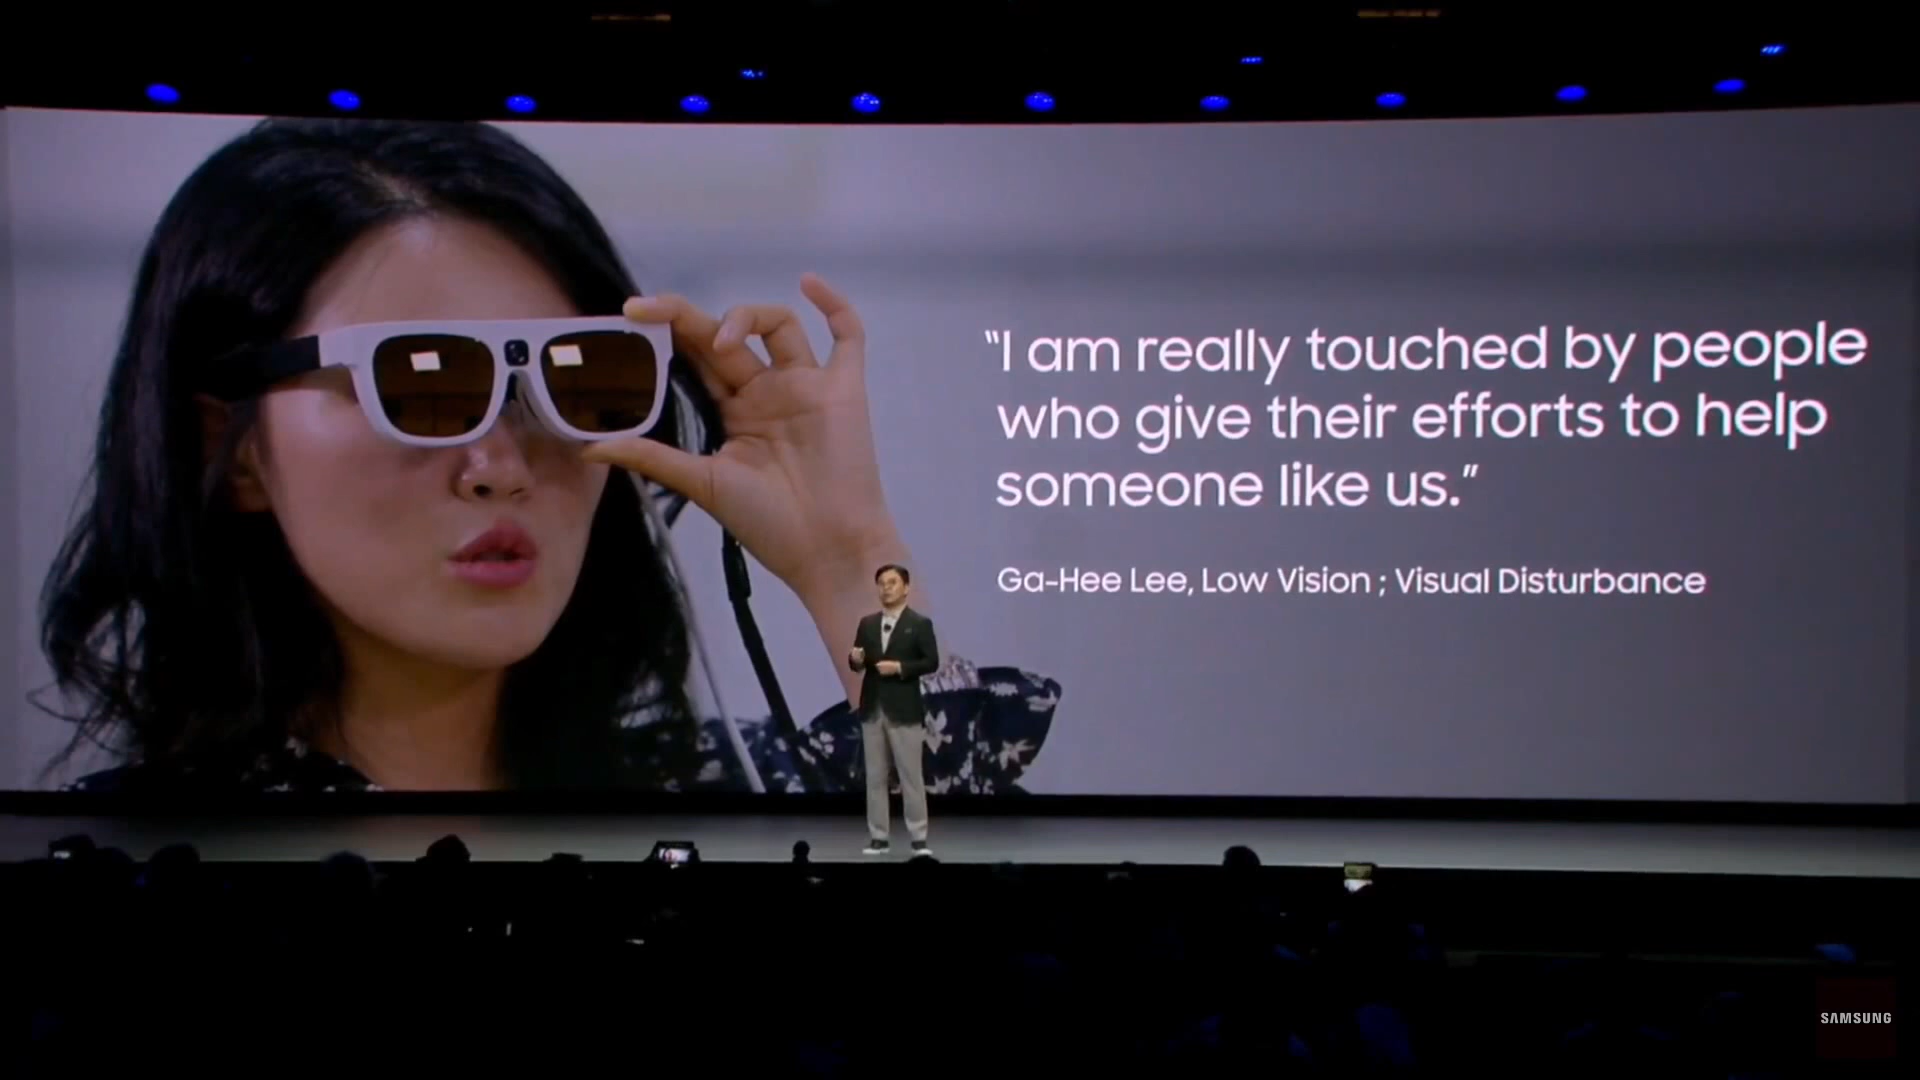 “I am really touched by people
who give their efforts to help
someone like us.”
Ga-Hee Lee, Low Vision ; Visual Disturbance
SAMSUNG